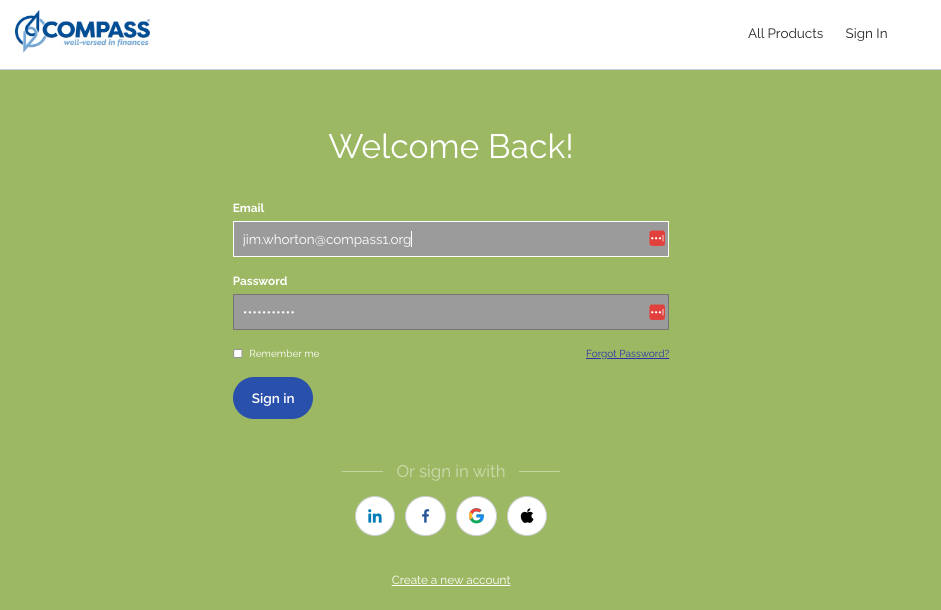 COMPASS
well-versed in finances
All Products
Sign In
Welcome Back!
Email
jim.whorton@compass1.org
Password
•••••••••••
Remember me
Forgot Password?
Sign in
Or sign in with
in
f
G
Create a new account